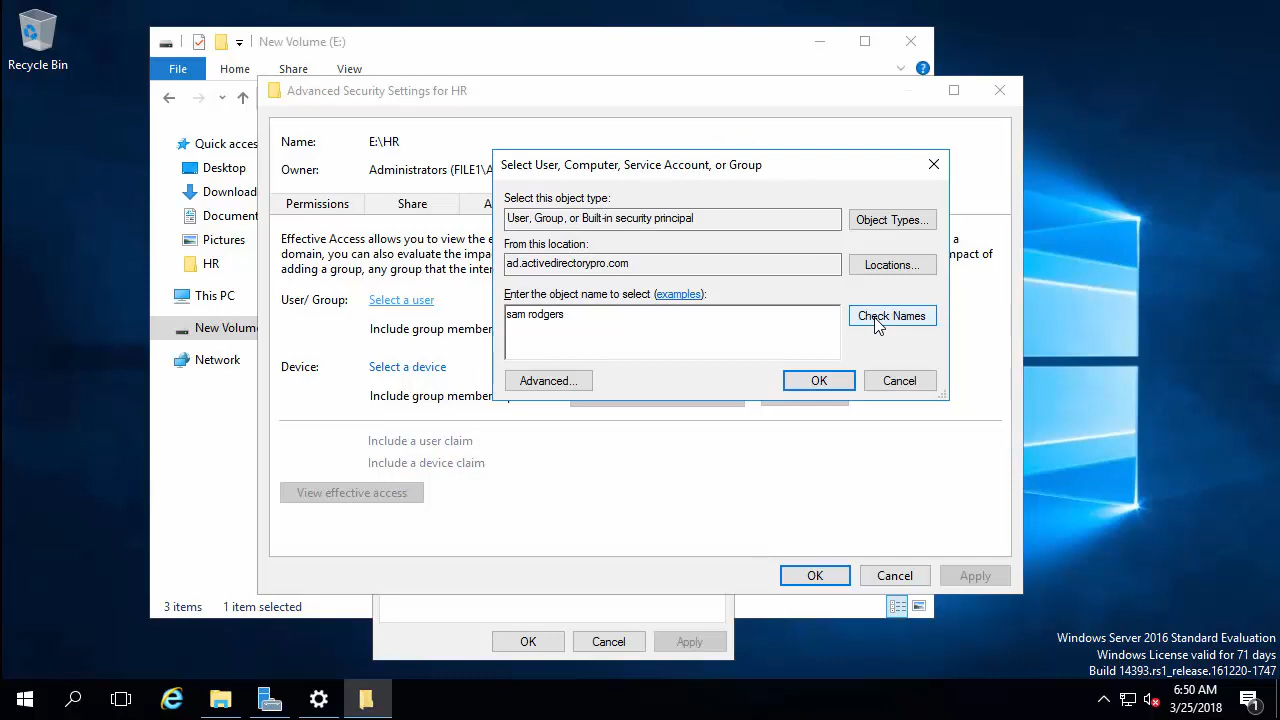 Recycle Bin
New Volume (E:)
File
Home
Share
View
Quick acces
Desktop
Download
Document
Pictures
HR
This PC
New Volume
Network
3 items
1 item selected
Advanced Security Settings for HR
Name:
E:\HR
Owner:
Administrators (FILE1\A
Permissions
Share
A
Effective Access allows you to view the e
domain, you can also evaluate the impac
adding a group, any group that the inte
a
mpact of
User/ Group:
Select a user
Include group mem
Device:
Select a device
Include group member
Include a user claim
Include a device claim
View effective access
OK
Cancel
Apply
Select User, Computer, Service Account, or Group
Select this object type:
User, Group, or Built-in security principal
Object Types...
From this location:
ad.activedirectorypro.com
Locations...
Enter the object name to select (examples):
sam rodgers
Check Names
Advanced...
OK
Cancel
OK
Cancel
Apply
Windows Server 2016 Standard Evaluation
Windows License valid for 71 days
Build 14393.rs1_release.161220-1747
6:50 AM
3/25/2018
1